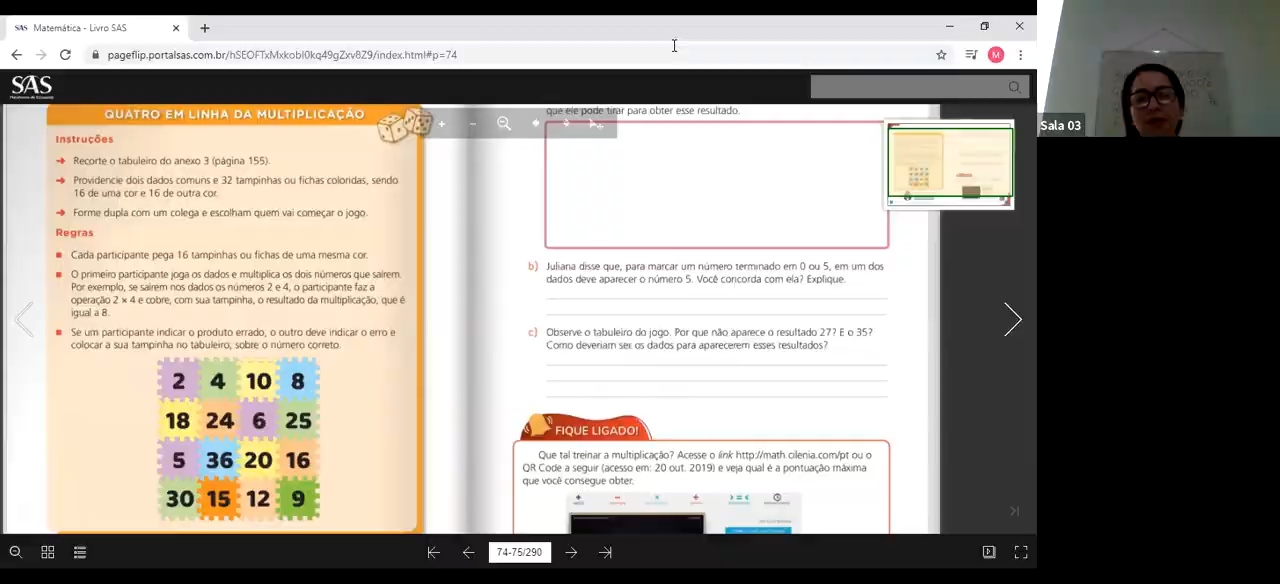 SAS Matemática - Livro SAS
pageflip.portalsas.com.br/hSEOFTxMxkobI0kq49gZxv8Z9/index.html#p=74
M
SAS
QUATRO EM LINHA DA MULTIPLICAÇÃO
Instruções
Recorte o tabuleiro do anexo 3 (página 155).
Providencie dois dados comuns e 32 tampinhas ou fichas coloridas, sendo
16 de uma cor e 16 de outra cor.
Forme dupla com um colega e escolham quem vai começar o jogo.
Regras
Cada participante pega 16 tampinhas ou fichas de uma mesma cor.
O primeiro participante joga os dados e multiplica os dois números que saírem.
Por exemplo, se saírem nos dados os números 2 e 4, o participante faz a
operação 2 × 4 e cobre, com sua tampinha, o resultado da multiplicação, que é
igual a 8.
Se um participante indicar o produto errado, o outro deve indicar o erro e
colocar a sua tampinha no tabuleiro, sobre o número correto.
2 4 10 8
18 24 6 25
5 36 20 16
30 15 12 9
que ele pode tirar para obter esse resultado.
b) Juliana disse que, para marcar um número terminado em 0 ou 5, em um dos
dados deve aparecer o número 5. Você concorda com ela? Explique.
c) Observe o tabuleiro do jogo. Por que não aparece o resultado 27? E o 35?
Como deveriam ser os dados para aparecerem esses resultados?
FIQUE LIGADO!
Que tal treinar a multiplicação? Acesse o link http://math.cilenia.com/pt ou o
QR Code a seguir (acesso em: 20 out. 2019) e veja qual é a pontuação máxima
que você consegue obter.
74-75/290
Sala 03